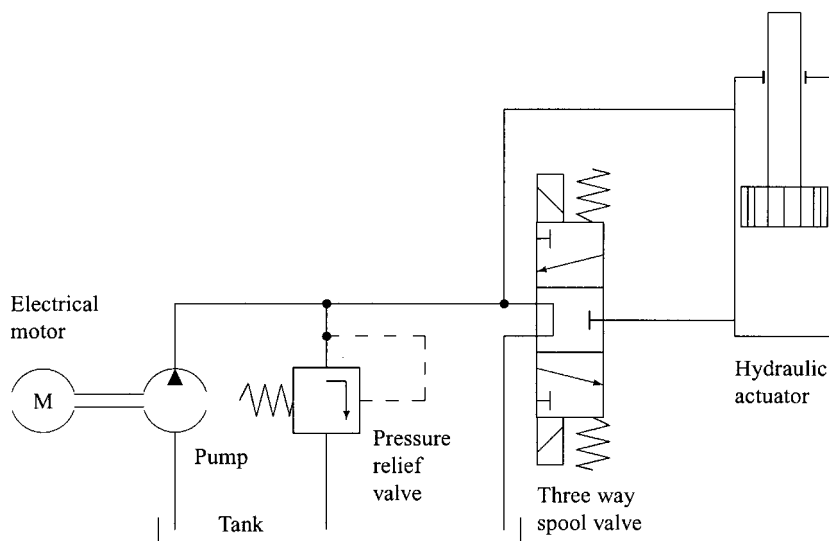 Electrical
motor
M
Pump
Tank
Pressure
relief
valve
Three way
spool valve
Hydraulic
actuator